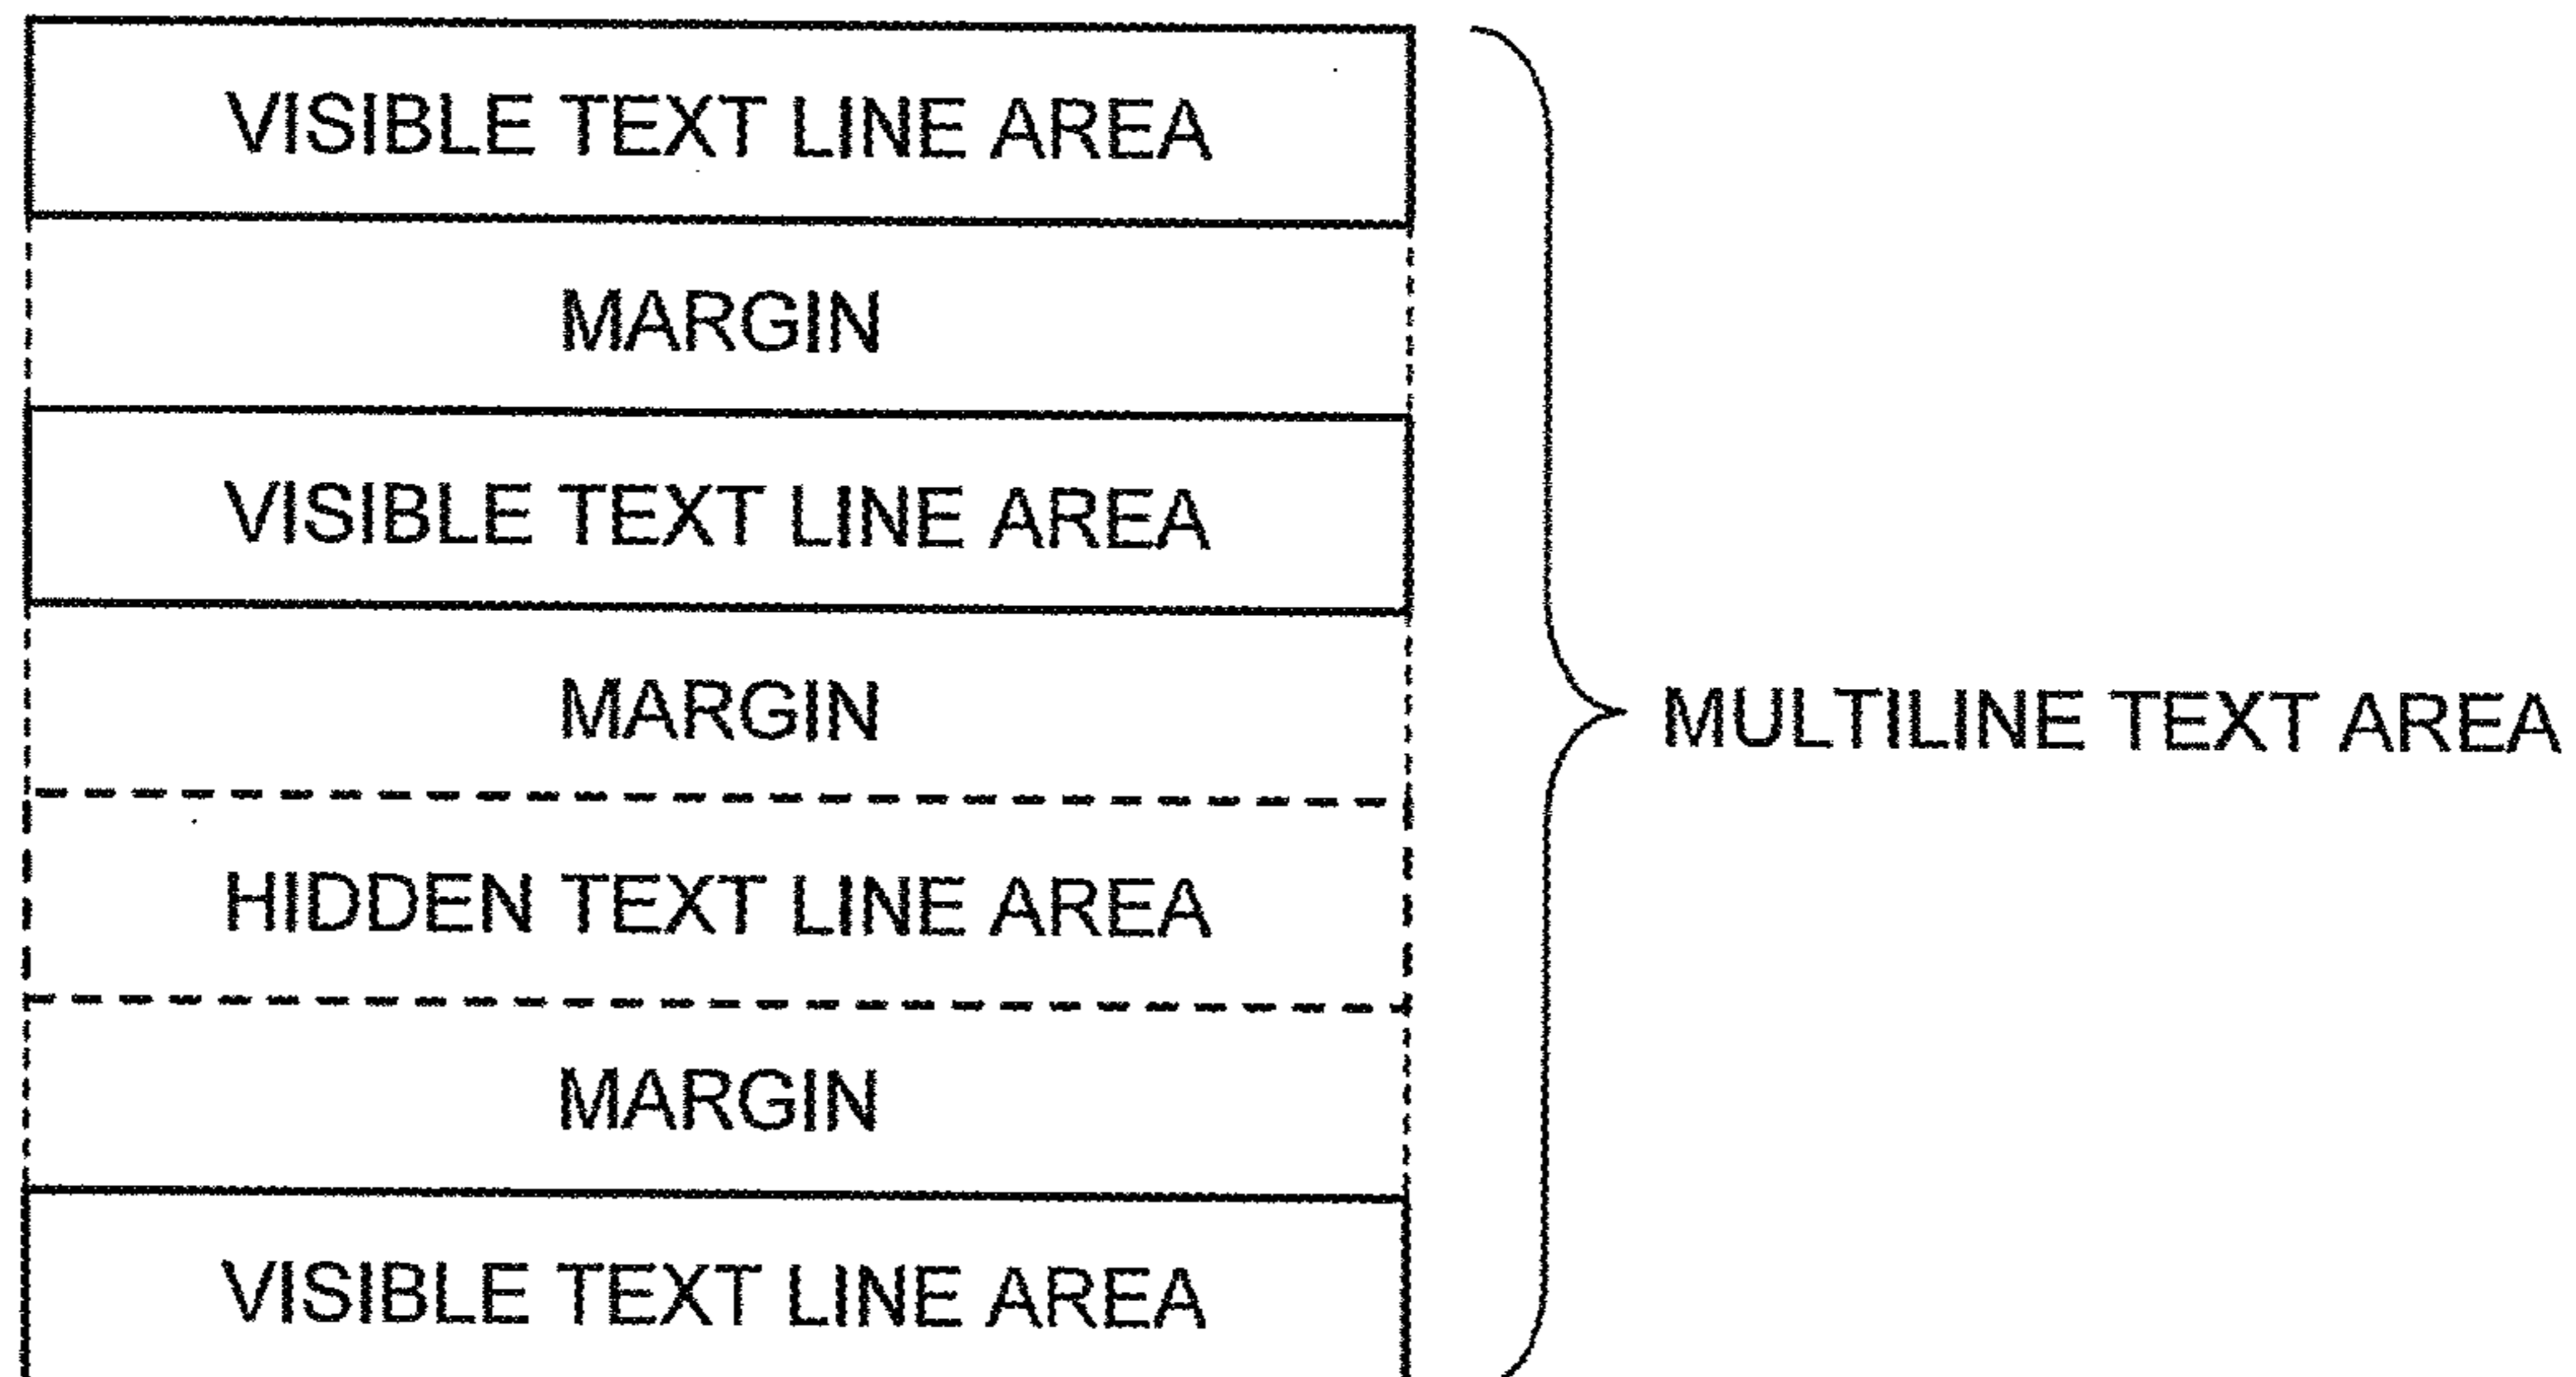 VISIBLE TEXT LINE AREA
MARGIN
VISIBLE TEXT LINE AREA
MARGIN
MULTILINE TEXT AREA
HIDDEN TEXT LINE AREA
MARGIN
VISIBLE TEXT LINE AREA